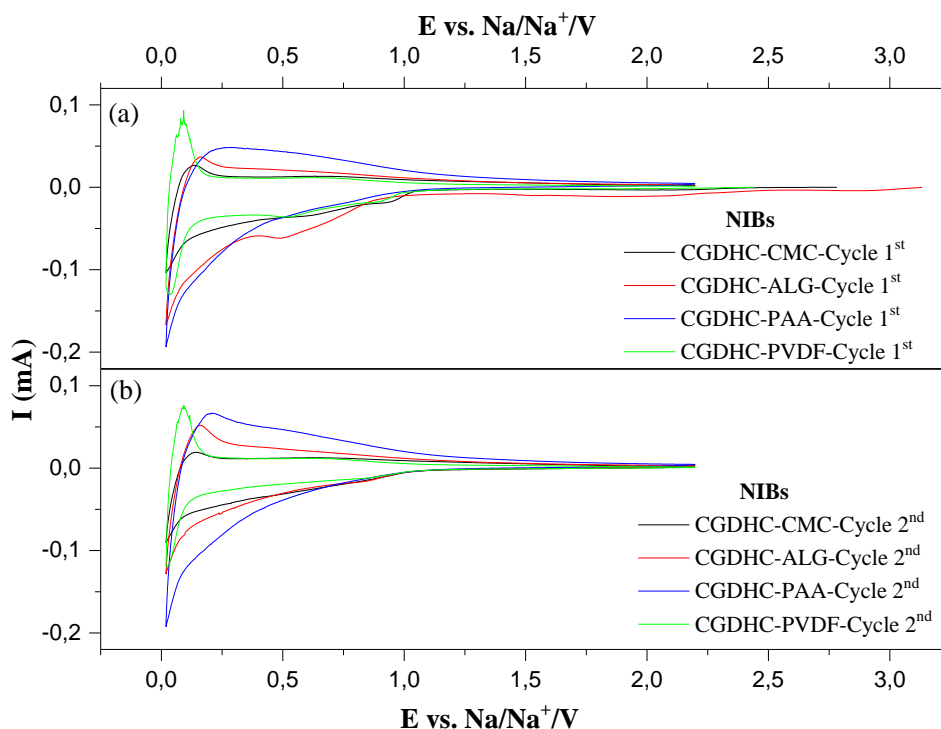 E vs. Na/Na⁺/V
0,0 0,5 1,0 1,5 2,0 2,5 3,0
(a)
0,1
0,0
-0,1
-0,2
NIBs
CGDHC-CMC-Cycle 1ˢᵗ
CGDHC-ALG-Cycle 1ˢᵗ
CGDHC-PAA-Cycle 1ˢᵗ
CGDHC-PVDF-Cycle 1ˢᵗ
I (mA)
(b)
0,1
0,0
-0,1
-0,2
NIBs
CGDHC-CMC-Cycle 2ⁿᵈ
CGDHC-ALG-Cycle 2ⁿᵈ
CGDHC-PAA-Cycle 2ⁿᵈ
CGDHC-PVDF-Cycle 2ⁿᵈ
0,0 0,5 1,0 1,5 2,0 2,5 3,0
E vs. Na/Na⁺/V